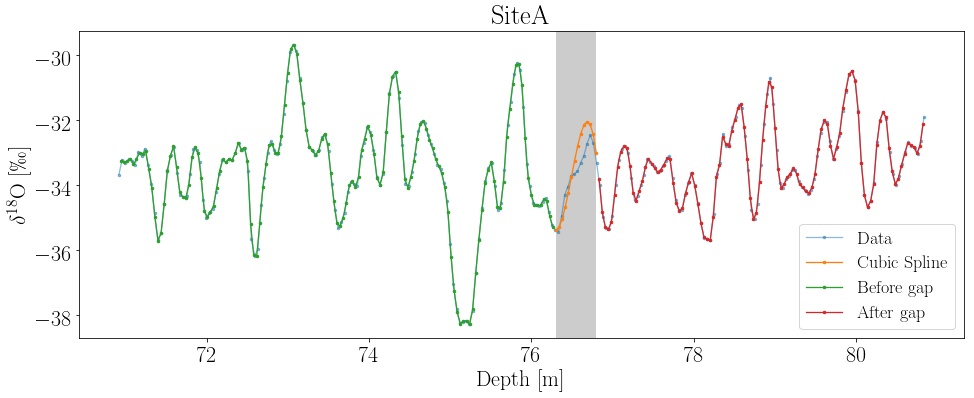 SiteA
δ¹⁸O [‰]
−30
−32
−34
−36
−38
72
74
76
78
80
Depth [m]
Data
Cubic Spline
Before gap
After gap